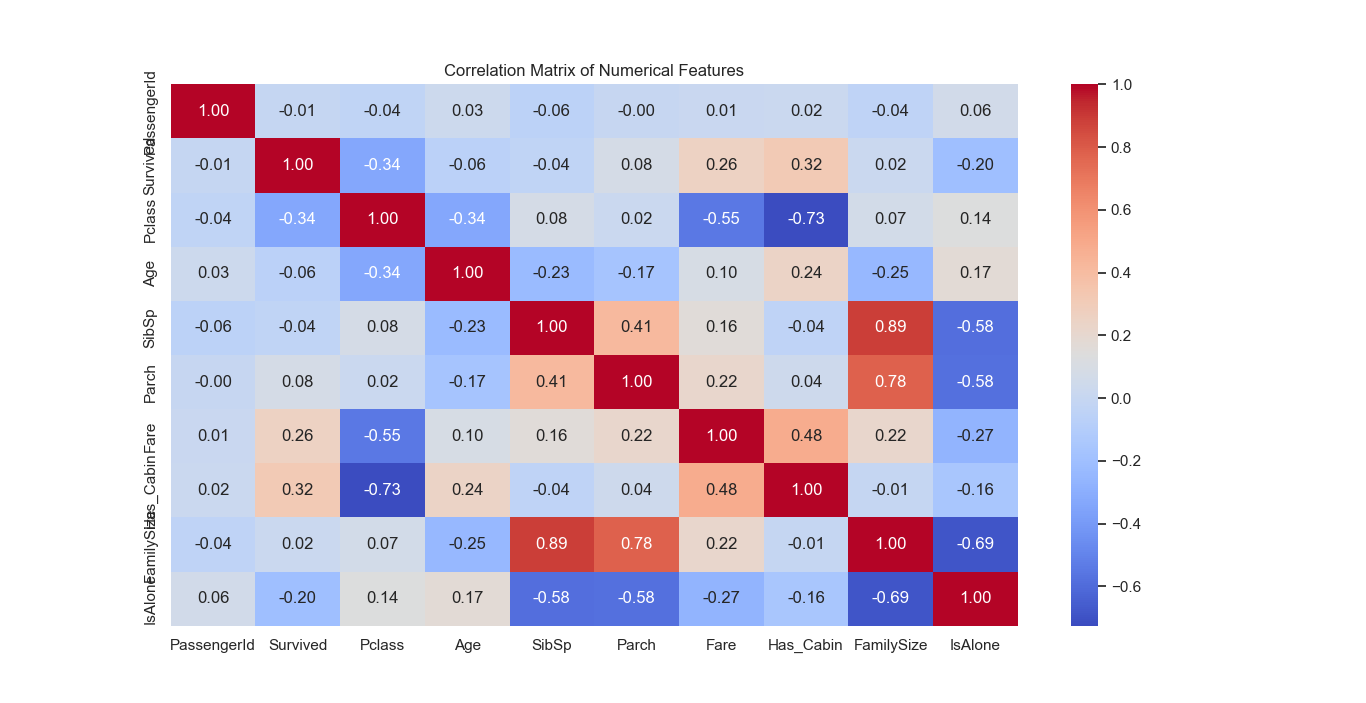 Correlation Matrix of Numerical Features
PassengerId 1.00 -0.01 -0.04 0.03 -0.06 -0.00 0.01 0.02 -0.04 0.06
Survived -0.01 1.00 -0.34 -0.06 -0.04 0.08 0.26 0.32 0.02 -0.20
Pclass -0.04 -0.34 1.00 -0.34 0.08 0.02 -0.55 -0.73 0.07 0.14
Age 0.03 -0.06 -0.34 1.00 -0.23 -0.17 0.10 0.24 -0.25 0.17
SibSp -0.06 -0.04 0.08 -0.23 1.00 0.41 0.16 -0.04 0.89 -0.58
Parch -0.00 0.08 0.02 -0.17 0.41 1.00 0.22 0.04 0.78 -0.58
Fare 0.01 0.26 -0.55 0.10 0.16 0.22 1.00 0.48 0.22 -0.27
Has_Cabin 0.02 0.32 -0.73 0.24 -0.04 0.04 0.48 1.00 -0.01 -0.16
FamilySize -0.04 0.02 0.07 -0.25 0.89 0.78 0.22 -0.01 1.00 -0.69
IsAlone 0.06 -0.20 0.14 0.17 -0.58 -0.58 -0.27 -0.16 -0.69 1.00
PassengerId Survived Pclass Age SibSp Parch Fare Has_Cabin FamilySize IsAlone
1.0
0.8
0.6
0.4
0.2
0.0
-0.2
-0.4
-0.6